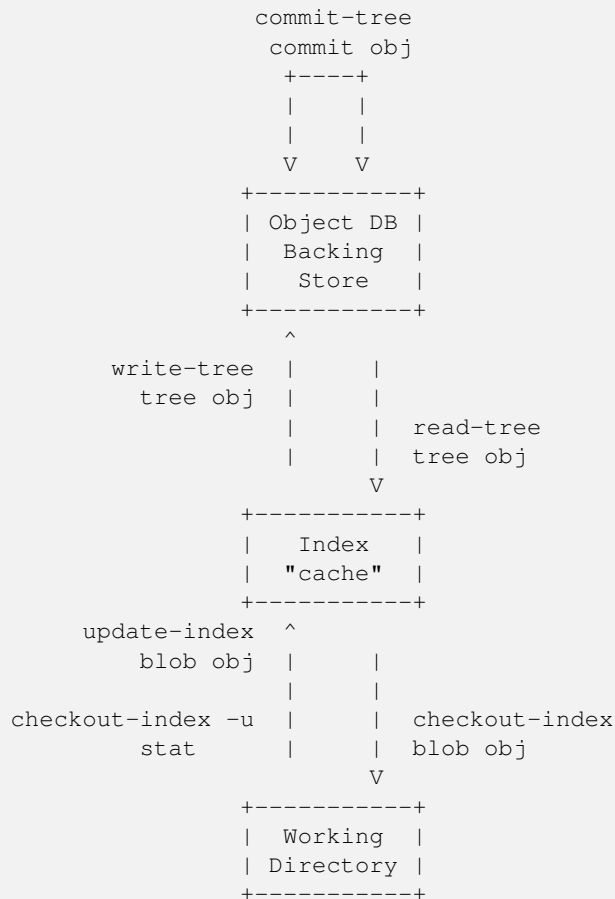 commit-tree
                      commit obj
                       +----+
                       |    |
                       |    |
                       V    V
                    +-----------+
                    | Object DB |
                    |  Backing  |
                    |   Store   |
                    +-----------+
                       ^
           write-tree  |     |
             tree obj  |     |
                       |     |  read-tree
                       |     |  tree obj
                             V
                    +-----------+
                    |   Index   |
                    |  "cache"  |
                    +-----------+
         update-index  ^
             blob obj  |     |
                       |     |
    checkout-index -u  |     |  checkout-index
             stat      |     |  blob obj
                             V
                    +-----------+
                    |  Working  |
                    | Directory |
                    +-----------+